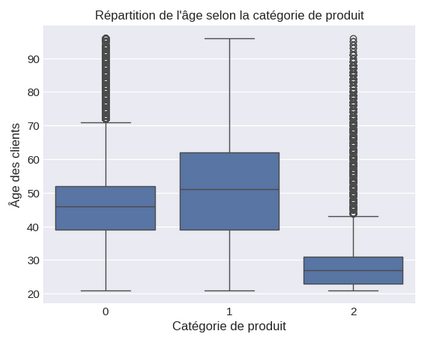 Répartition de l'âge selon la catégorie de produit
90
80
70
60
50
40
30
20
Âge des clients
0 1 2
Catégorie de produit